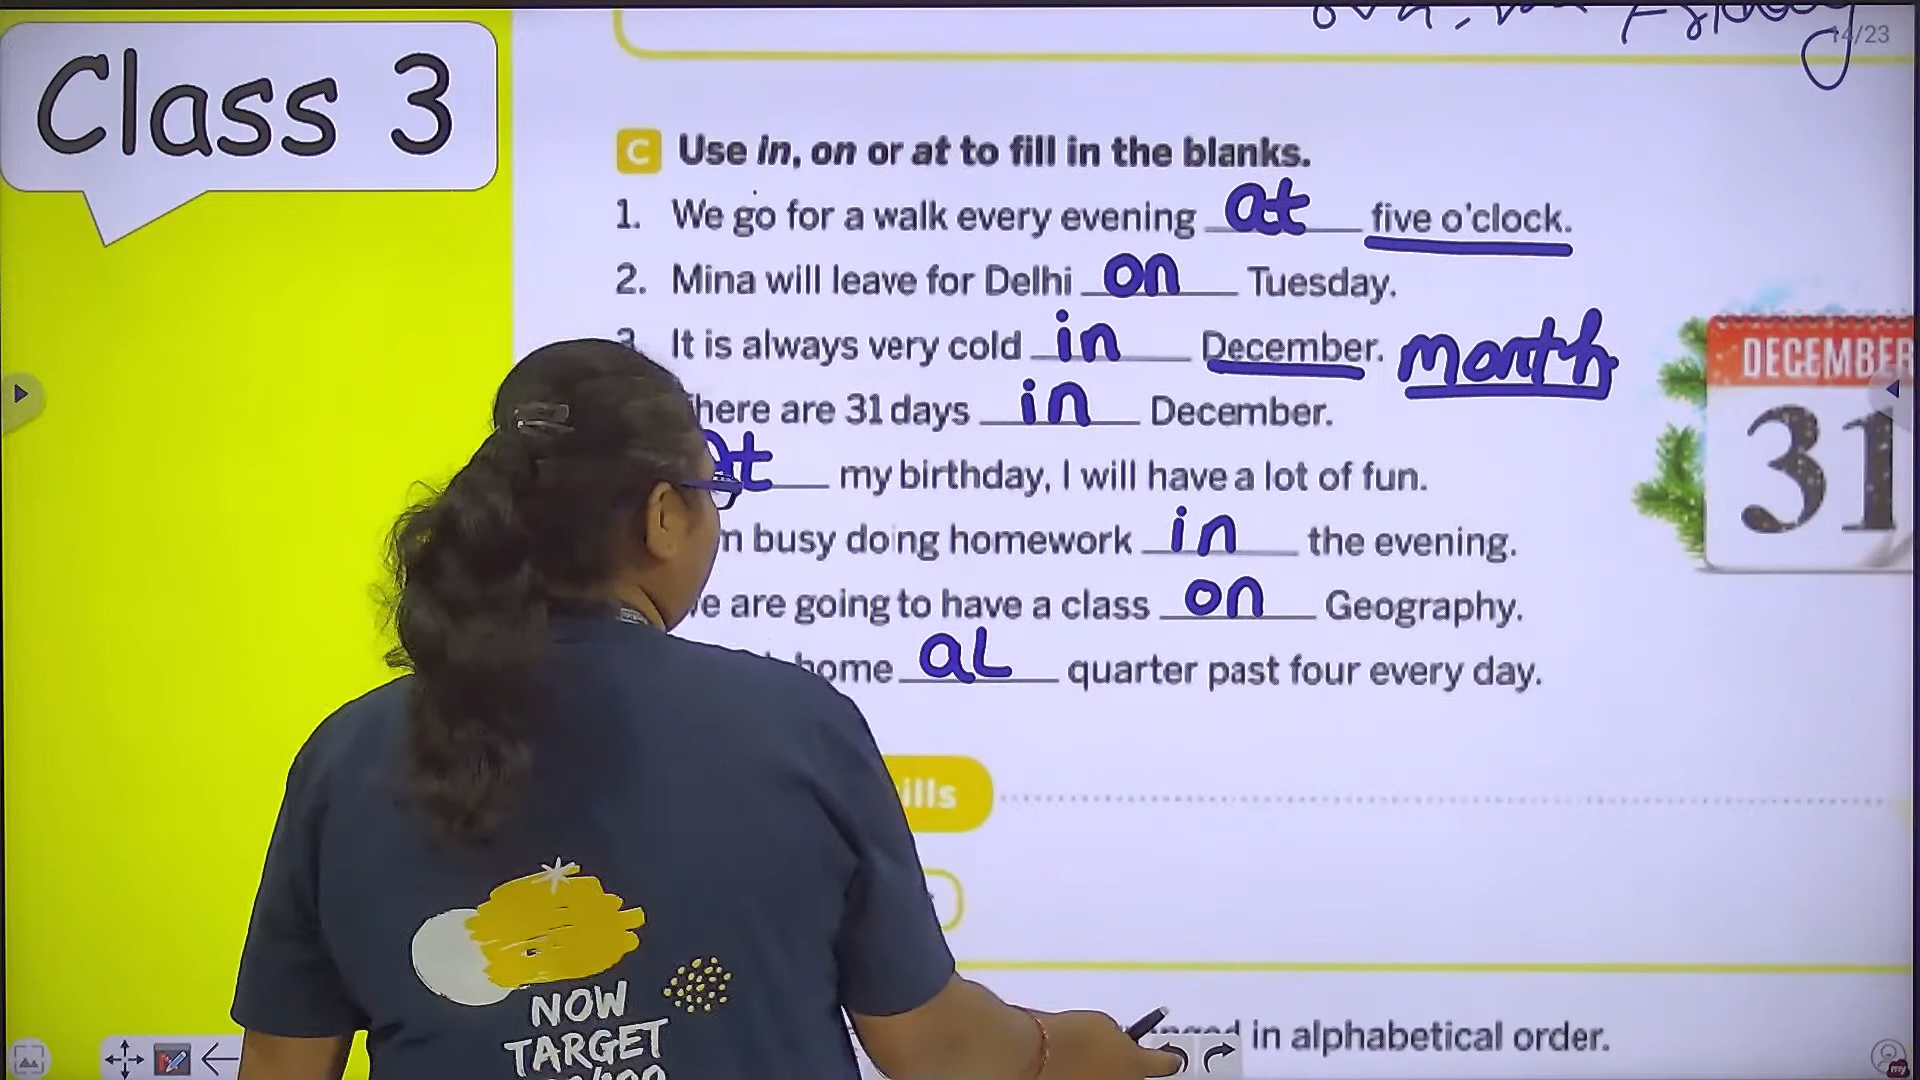 14/23
Class 3
C Use in, on or at to fill in the blanks.
1. We go for a walk every evening at five o'clock.
2. Mina will leave for Delhi on Tuesday.
It is always very cold in December. month
here are 31 days in December.
at my birthday, I will have a lot of fun.
busy doing homework in the evening.
are going to have a class on Geography.
home at quarter past four every day.
DECEMBER
31
NOW
TARGET
in alphabetical order.